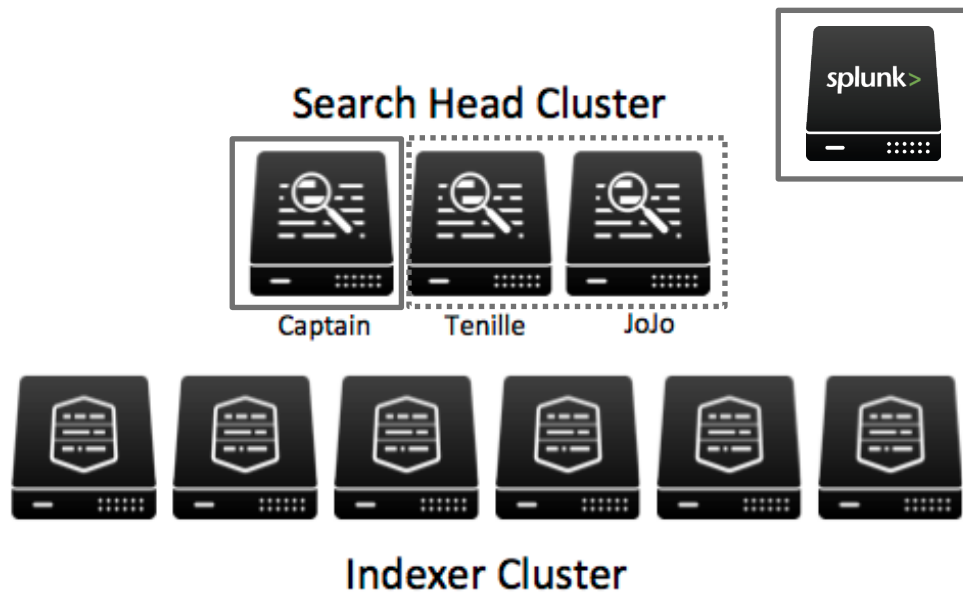 splunk>
Search Head Cluster
Captain
Tenille
JoJo
Indexer Cluster